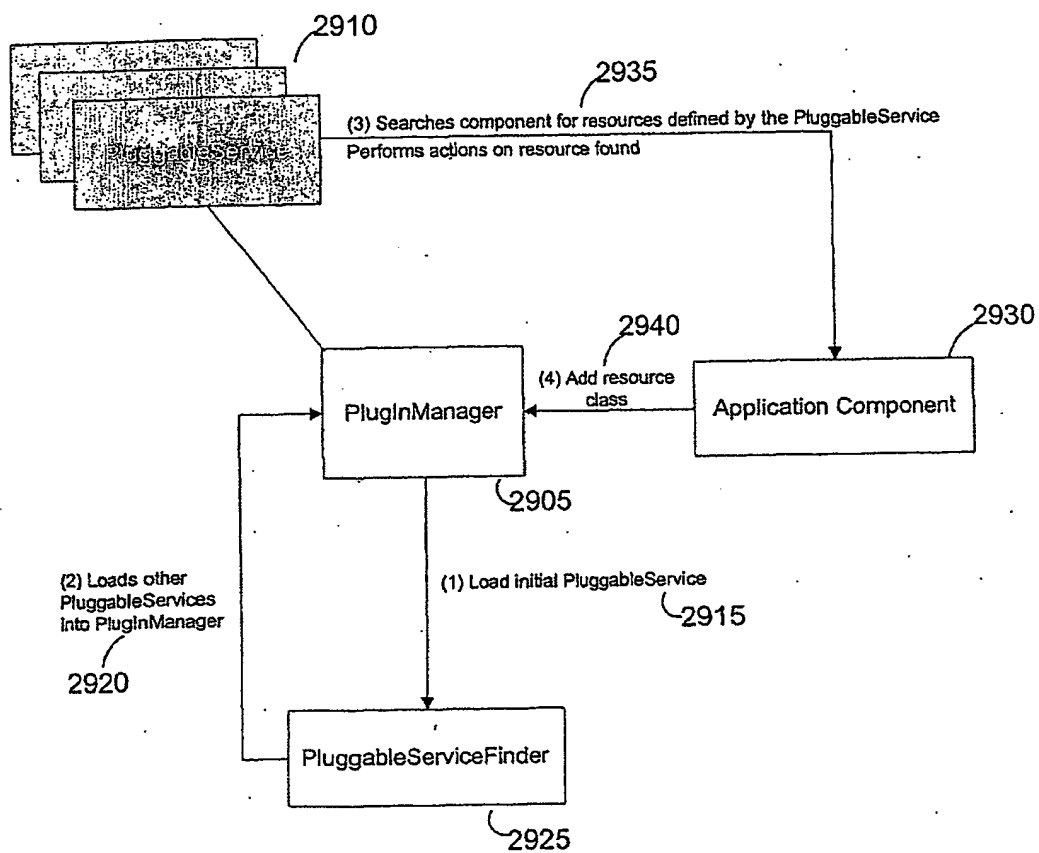 2910
2935
(3) Searches component for resources defined by the PluggableService
Performs actions on resource found
PluggableService
2940
2930
(4) Add resource
class
PlugInManager
Application Component
2905
(2) Loads other
PluggableServices
into PlugInManager
(1) Load initial PluggableService
2915
2920
PluggableServiceFinder
2925